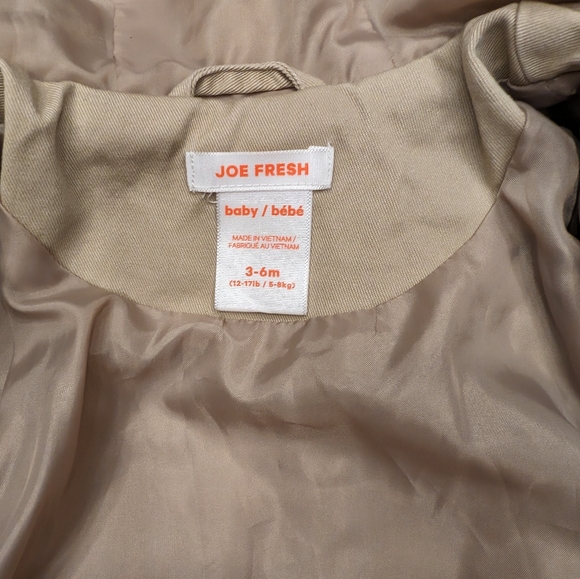 JOE FRESH
baby / bébé
MADE IN VIETNAM /
FABRIQUÉ AU VIETNAM
3-6m
(12-17lb / 5-8kg)